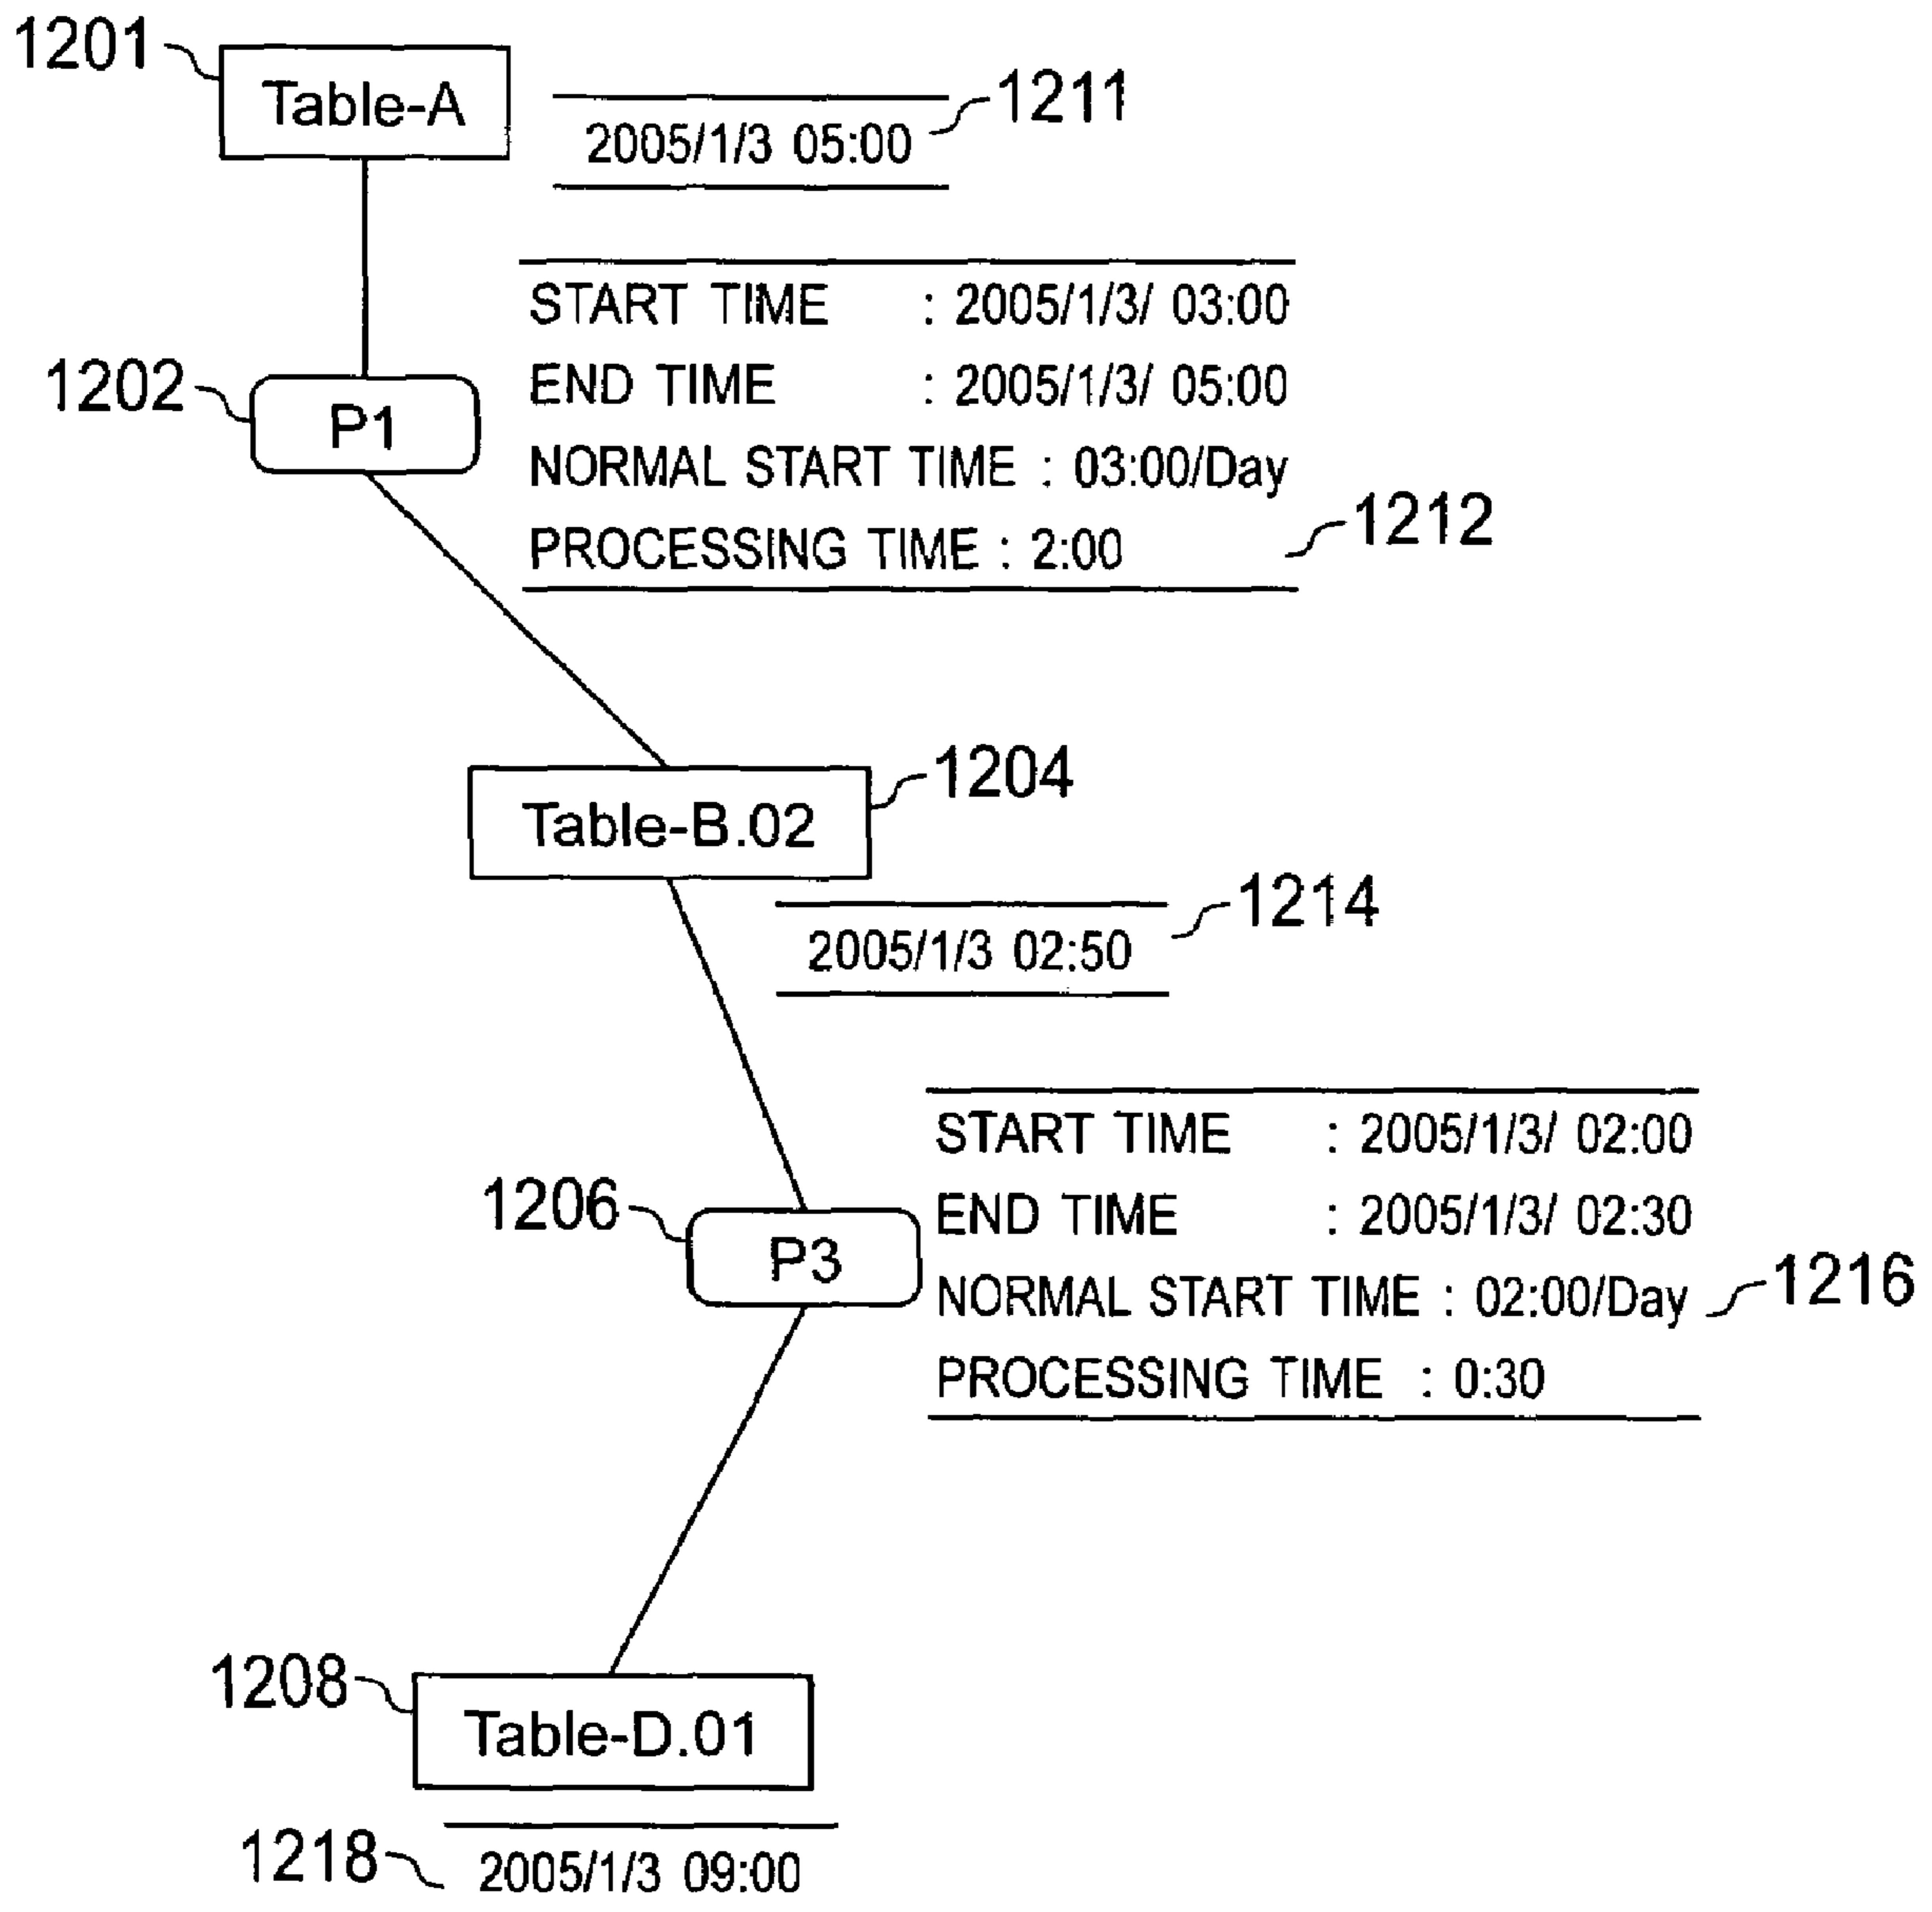 1201
Table-A
1211
2005/1/3 05:00
START TIME : 2005/1/3/ 03:00
END TIME : 2005/1/3/ 05:00
1202
P1
NORMAL START TIME : 03:00/Day
PROCESSING TIME : 2:00
1212
1204
Table-B.02
1214
2005/1/3 02:50
START TIME : 2005/1/3/ 02:00
END TIME : 2005/1/3/ 02:30
1206
P3
NORMAL START TIME : 02:00/Day
1216
PROCESSING TIME : 0:30
1208
Table-D.01
1218
2005/1/3 09:00